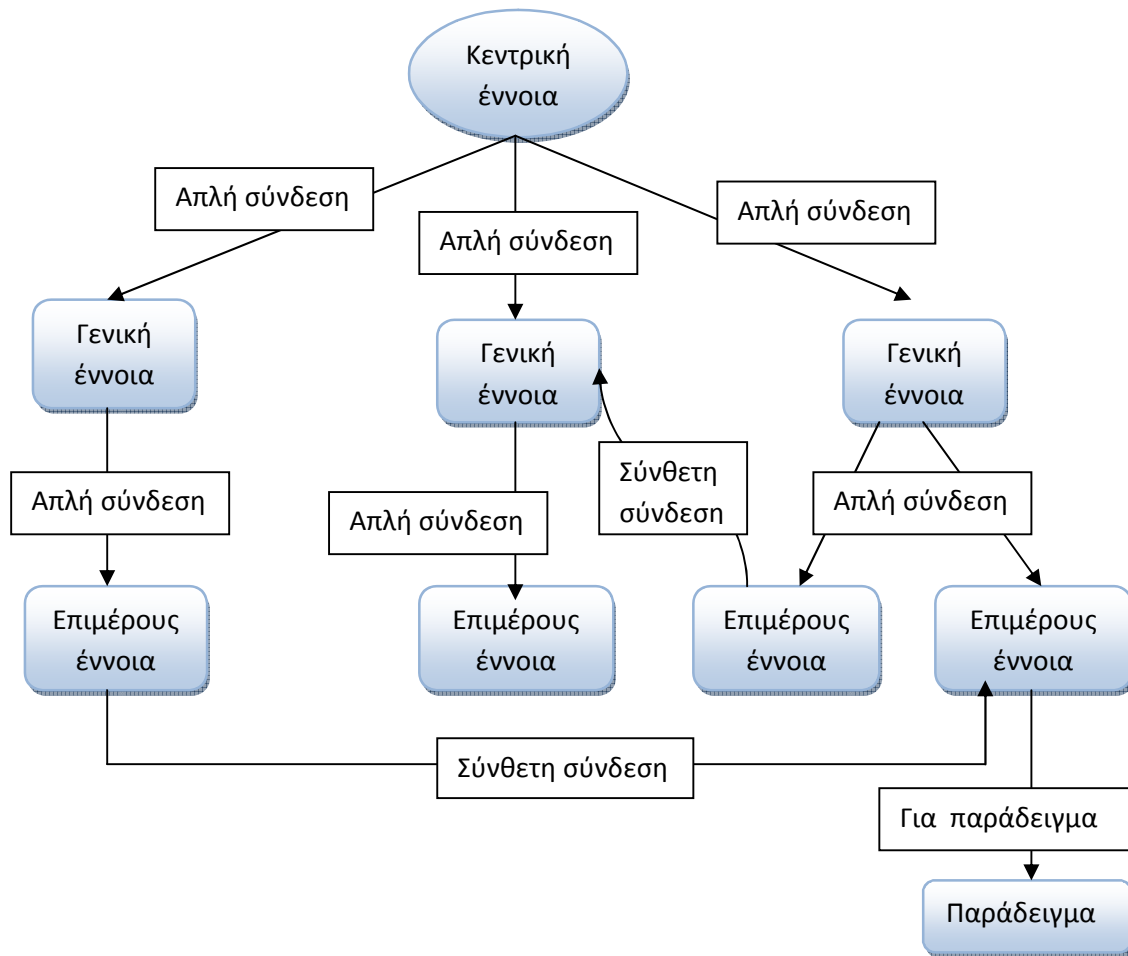 Κεντρική
έννοια
Απλή σύνδεση
Απλή σύνδεση
Απλή σύνδεση
Γενική
έννοια
Γενική
έννοια
Γενική
έννοια
Απλή σύνδεση
Απλή σύνδεση
Σύνθετη
σύνδεση
Απλή σύνδεση
Επιμέρους
έννοια
Επιμέρους
έννοια
Επιμέρους
έννοια
Επιμέρους
έννοια
Σύνθετη σύνδεση
Για παράδειγμα
Παράδειγμα